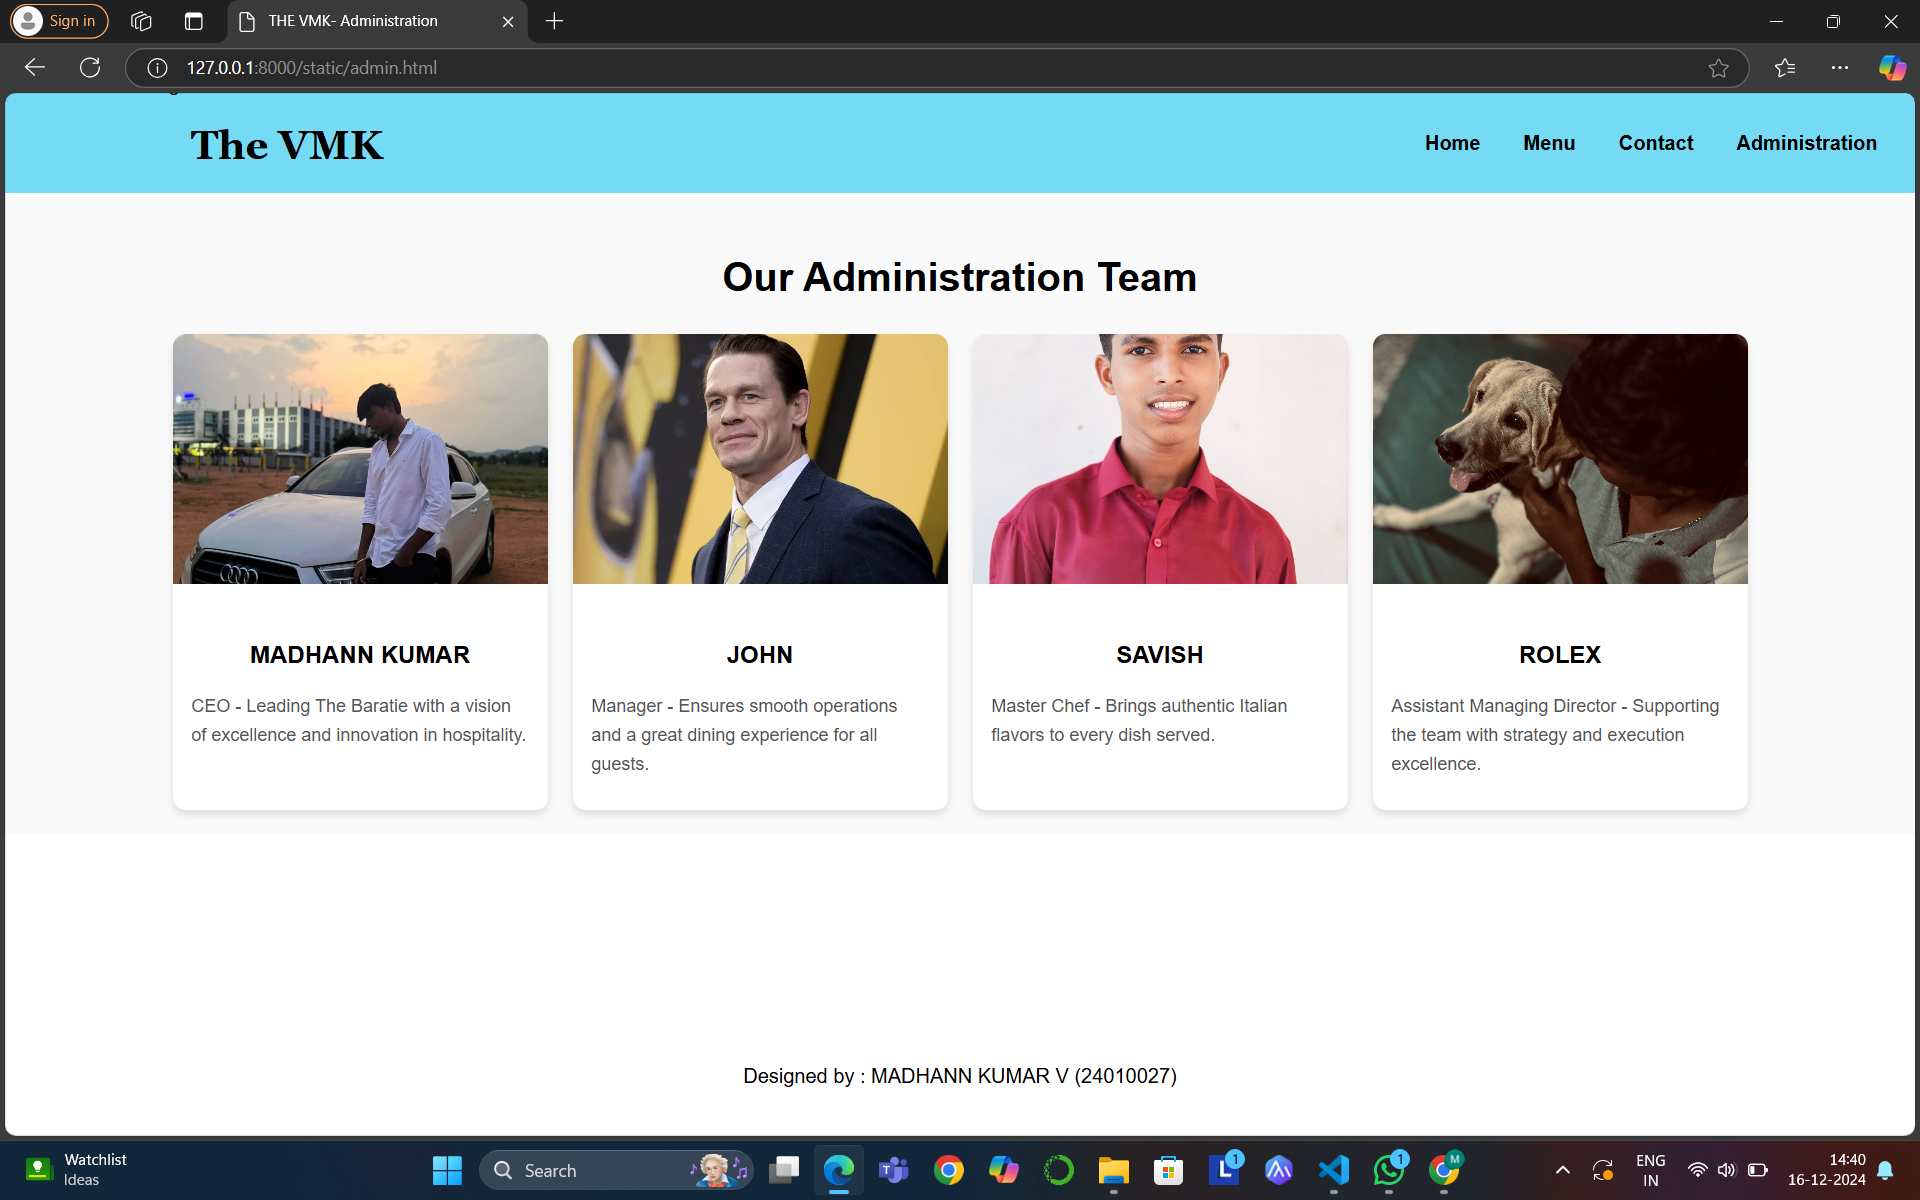 Sign in
THE VMK- Administration
127.0.0.1:8000/static/admin.html
The VMK
Home
Menu
Contact
Administration
Our Administration Team
MADHANN KUMAR
CEO - Leading The Baratie with a vision
of excellence and innovation in hospitality.
JOHN
Manager - Ensures smooth operations
and a great dining experience for all
guests.
SAVISH
Master Chef - Brings authentic Italian
flavors to every dish served.
ROLEX
Assistant Managing Director - Supporting
the team with strategy and execution
excellence.
Designed by : MADHANN KUMAR V (24010027)
Watchlist
Ideas
Search
T
L
1
1
M
ENG
IN
14:40
16-12-2024